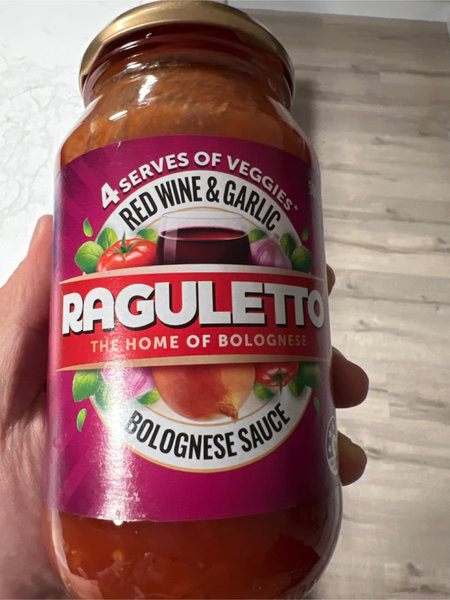 4 SERVES OF VEGGIES*
RED WINE & GARLIC
RAGULETTO
THE HOME OF BOLOGNESE
BOLOGNESE SAUCE